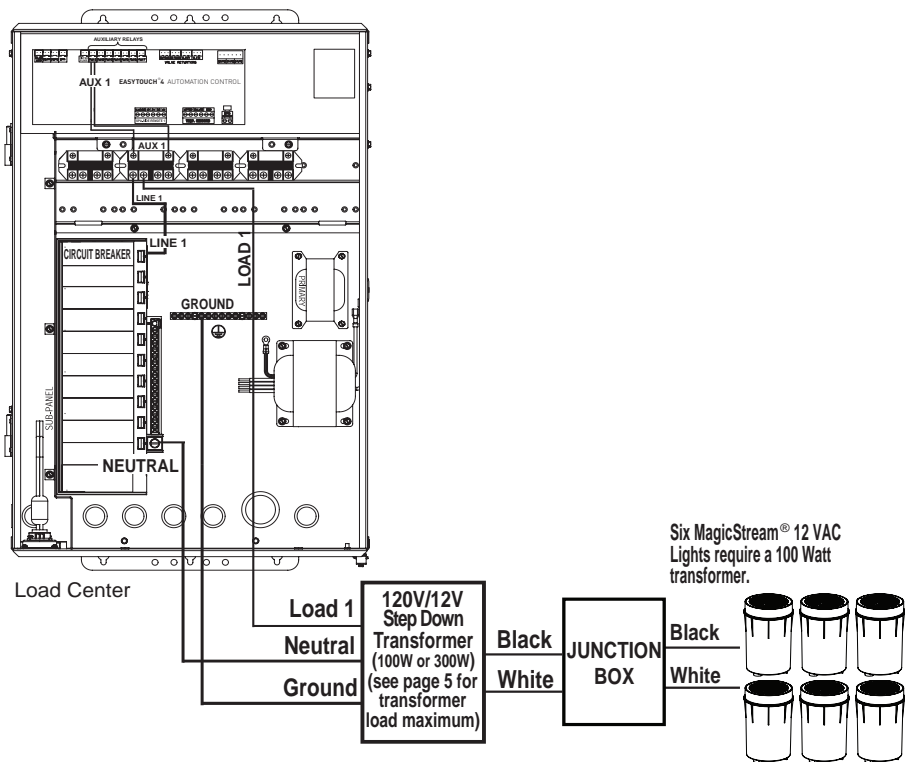 AUXILIARY RELAYS
VALVE ACTUATORS
AUX 1
EASYTOUCH®4 AUTOMATION CONTROL
AUX 1
LINE 1
LINE 1
CIRCUIT BREAKER
LOAD 1
PRIMARY
GROUND
SUB-PANEL
NEUTRAL
Load Center
Six MagicStream® 12 VAC
Lights require a 100 Watt
transformer.
Load 1
Neutral
Ground
120V/12V
Step Down
Transformer
(100W or 300W)
(see page 5 for
transformer
load maximum)
Black
White
JUNCTION
BOX
Black
White